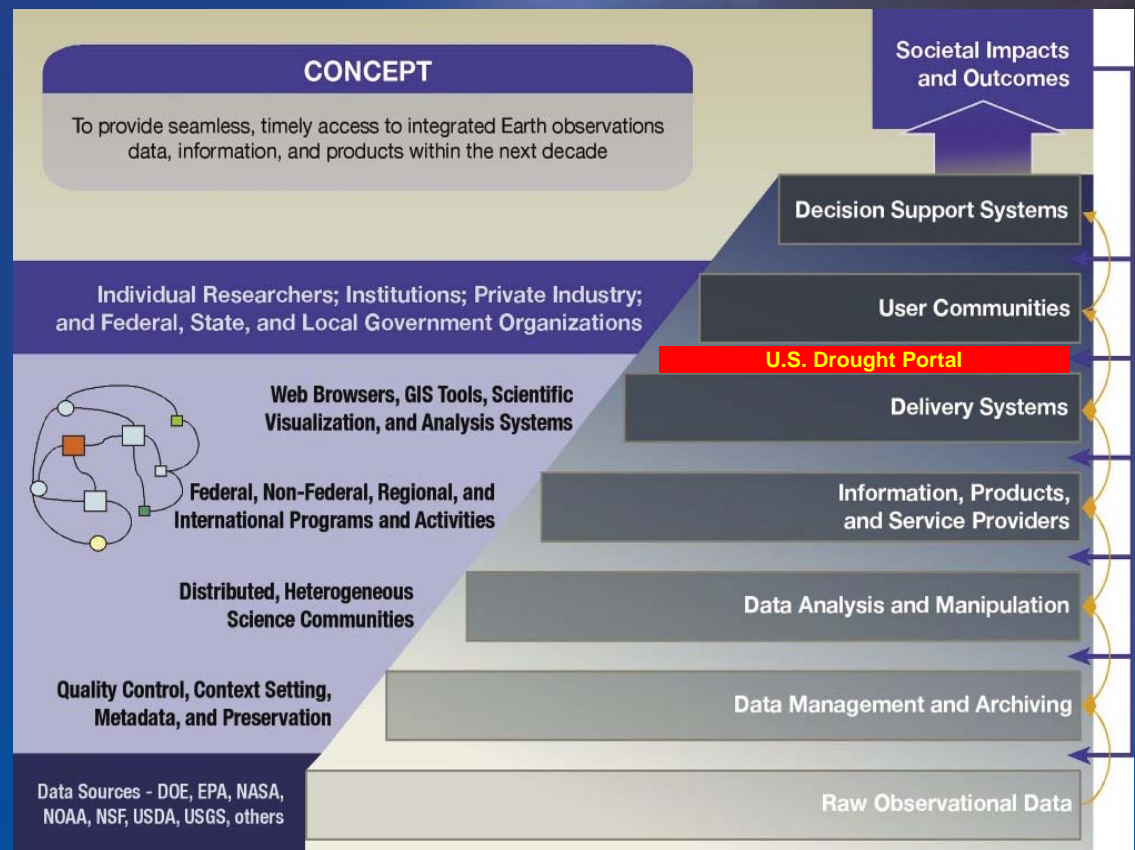 CONCEPT
To provide seamless, timely access to integrated Earth observations
data, information, and products within the next decade
Societal Impacts
and Outcomes
Decision Support Systems
Individual Researchers; Institutions; Private Industry;
and Federal, State, and Local Government Organizations
User Communities
U.S. Drought Portal
Web Browsers, GIS Tools, Scientific
Visualization, and Analysis Systems
Delivery Systems
Federal, Non-Federal, Regional, and
International Programs and Activities
Information, Products,
and Service Providers
Distributed, Heterogeneous
Science Communities
Data Analysis and Manipulation
Quality Control, Context Setting,
Metadata, and Preservation
Data Management and Archiving
Data Sources - DOE, EPA, NASA,
NOAA, NSF, USDA, USGS, others
Raw Observational Data